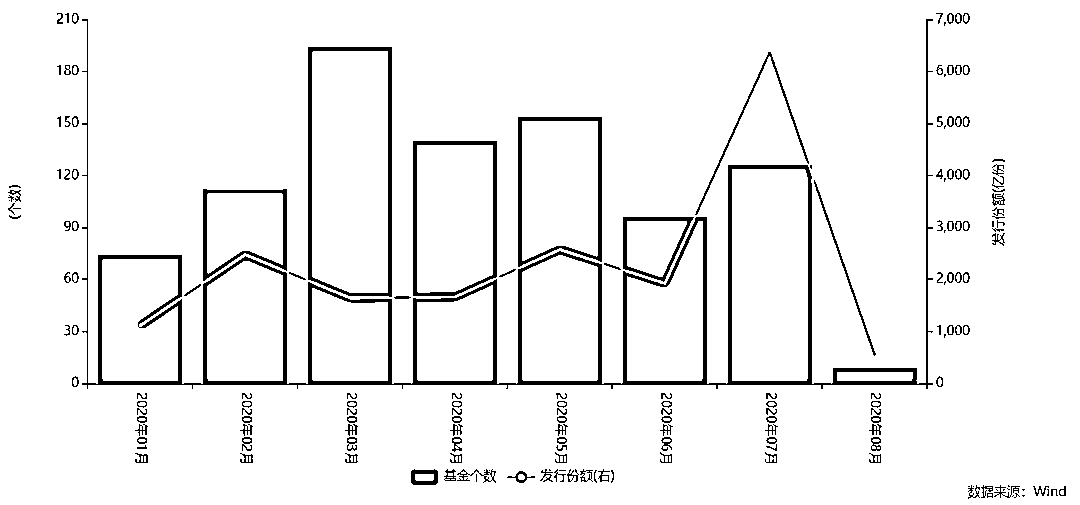 210
180
150
120
90
60
30
0
(个数)
7,000
6,000
5,000
4,000
3,000
2,000
1,000
0
发行份额(亿份)
2020年01月
2020年02月
2020年03月
2020年04月
2020年05月
2020年06月
2020年07月
2020年08月
基金个数 发行份额(右)
数据来源：Wind